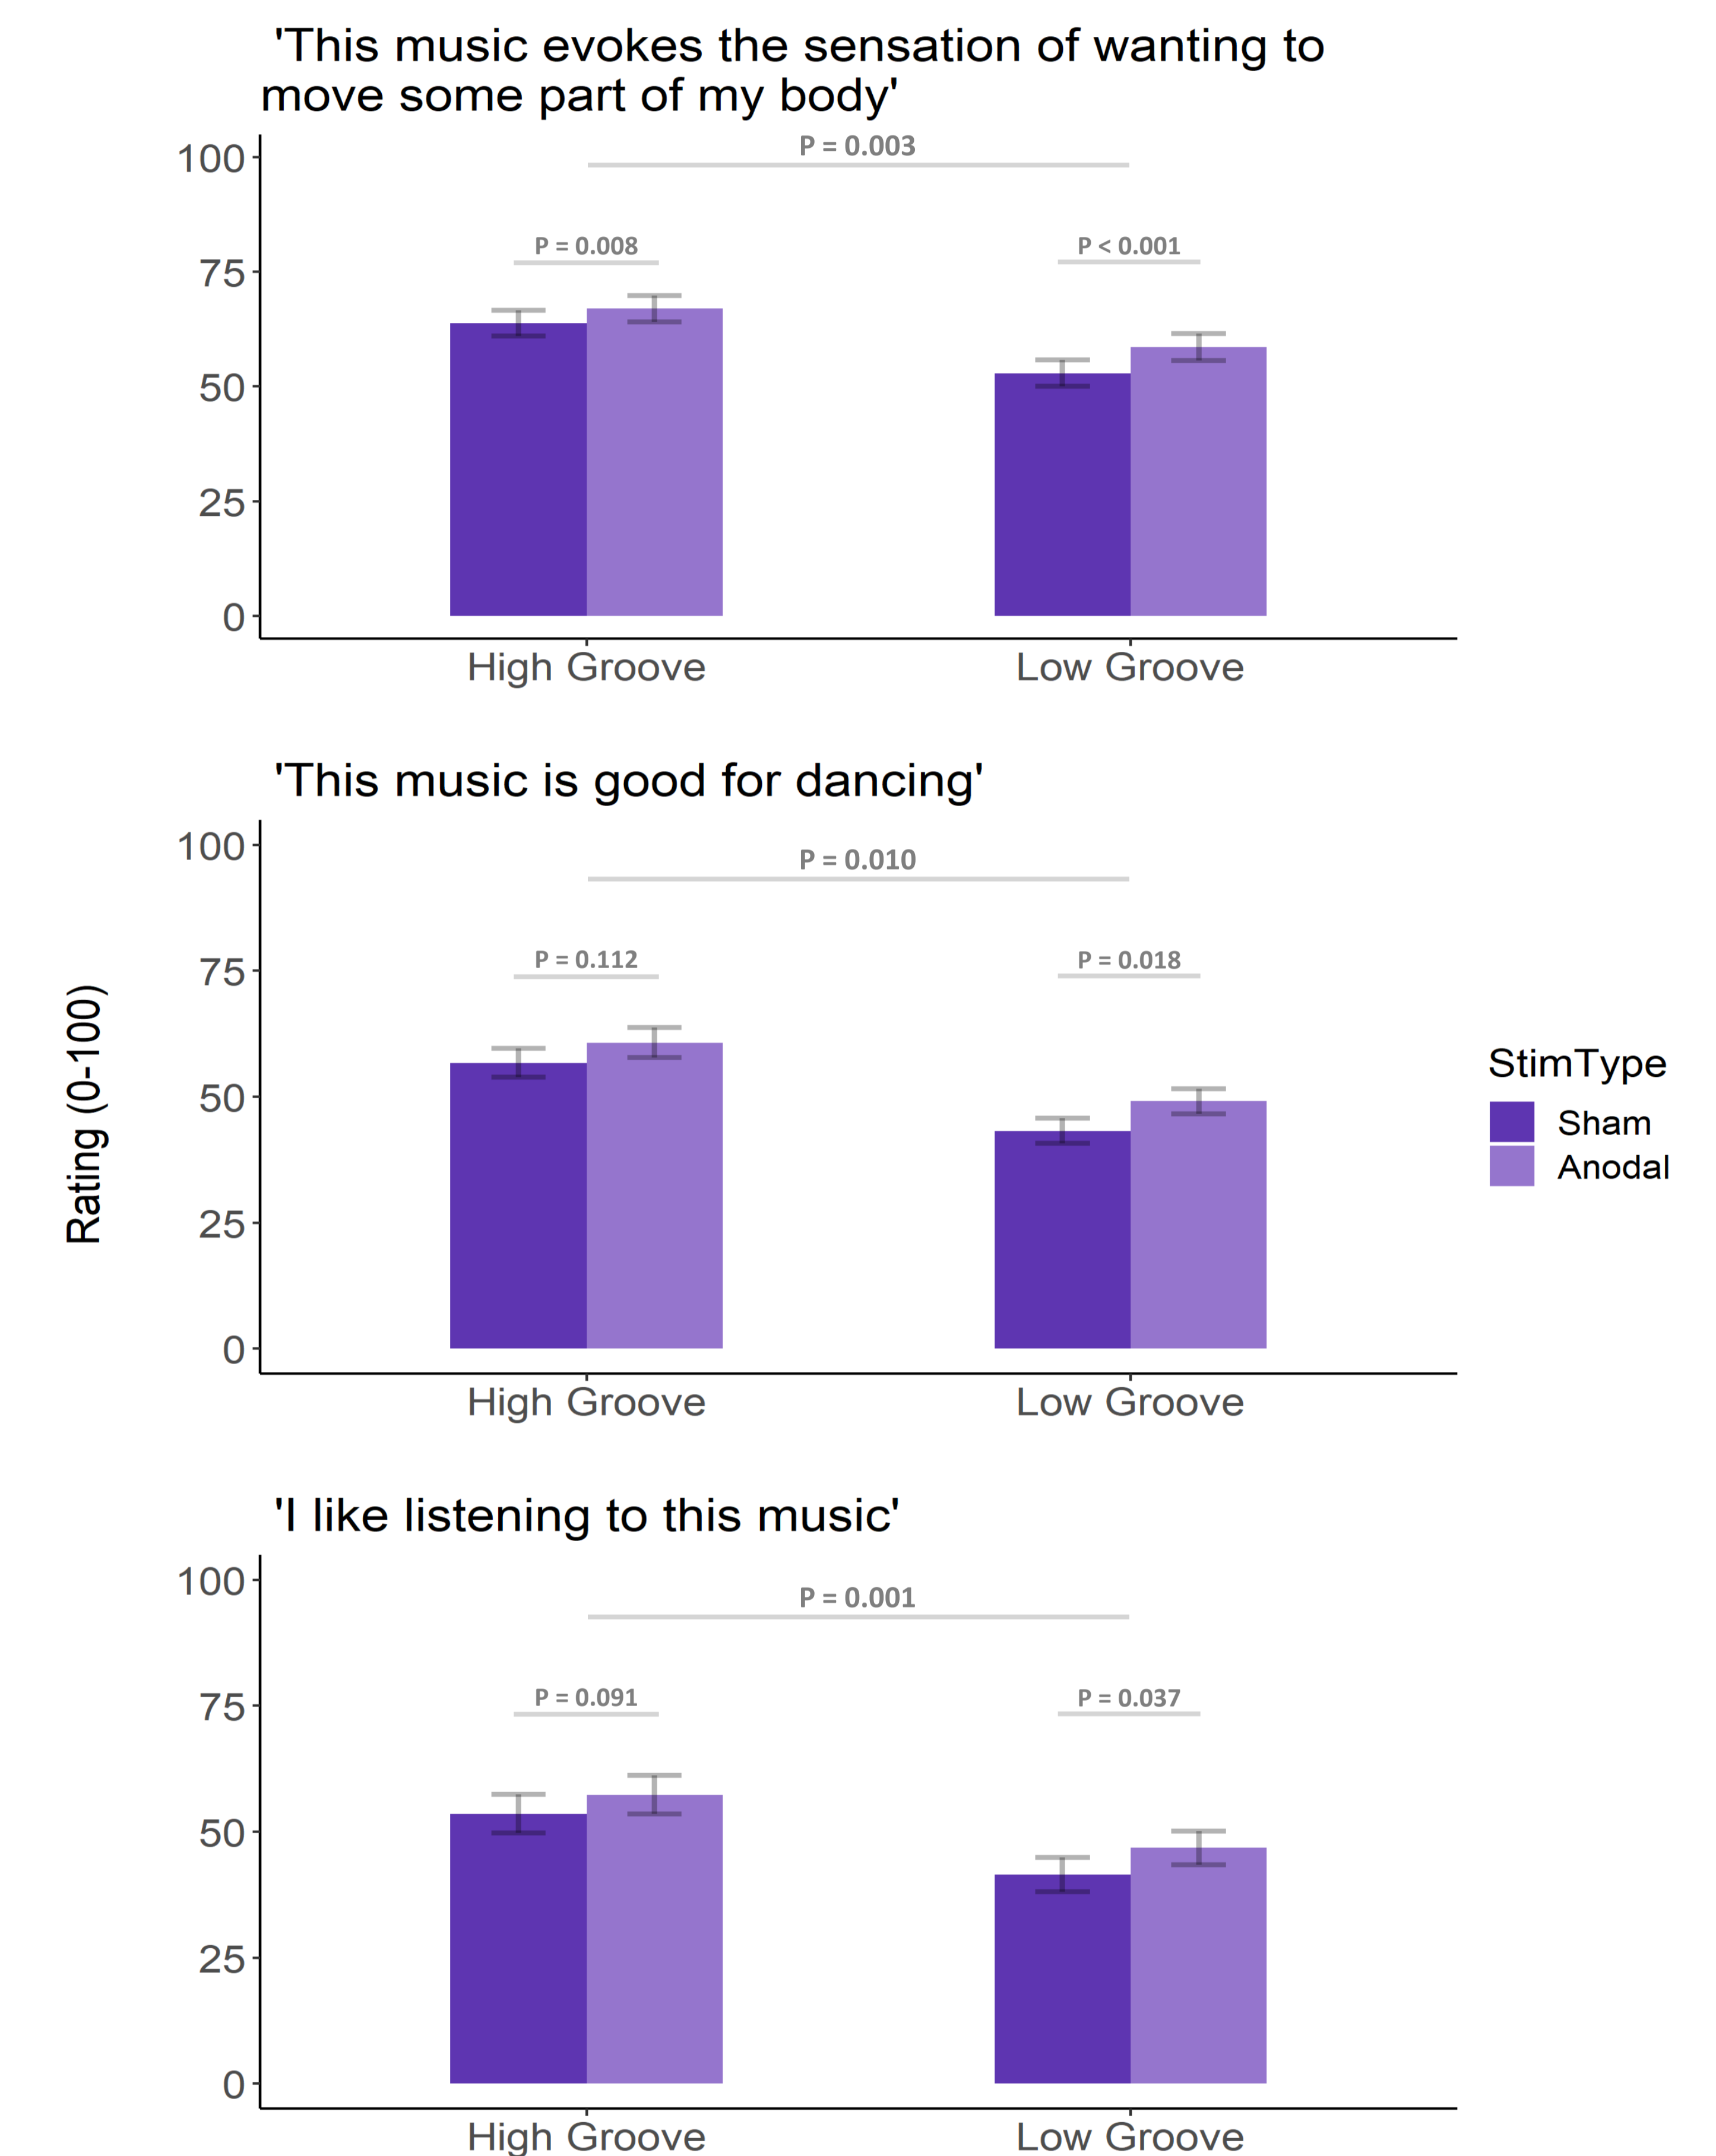 'This music evokes the sensation of wanting to
move some part of my body'
P = 0.003
100
P = 0.008
P < 0.001
75
50
25
0
High Groove
Low Groove
'This music is good for dancing'
100
P = 0.010
P = 0.112
P = 0.018
75
50
25
0
High Groove
Low Groove
Rating (0-100)
StimType
Sham
Anodal
'I like listening to this music'
100
P = 0.001
P = 0.091
P = 0.037
75
50
25
0
High Groove
Low Groove